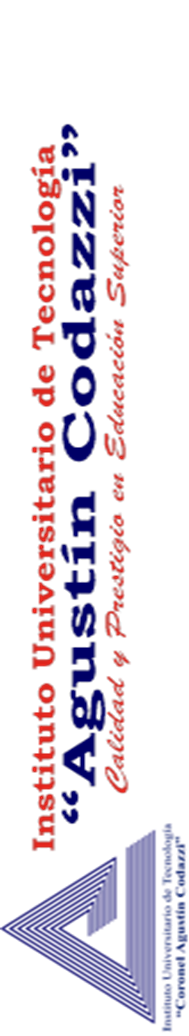 Instituto Universitario de Tecnología
“Agustín Codazzi”
Calidad y Prestigio en Educación Superior
Instituto Universitario de Tecnología
"Coronel Agustín Codazzi"